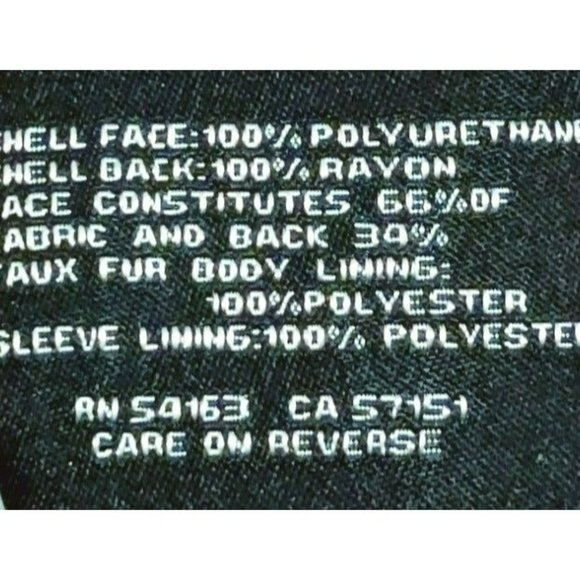 HELL FACE:100% POLYURETHAN
HELL BACK:100% RAYON
ACE CONSTITUTES 66% OF
ABRIC AND BACK 34%
AUX FUR BODY LINING:
100% POLYESTER
SLEEVE LINING:100% POLYESTE
RN 54163 CA 57151
CARE ON REVERSE